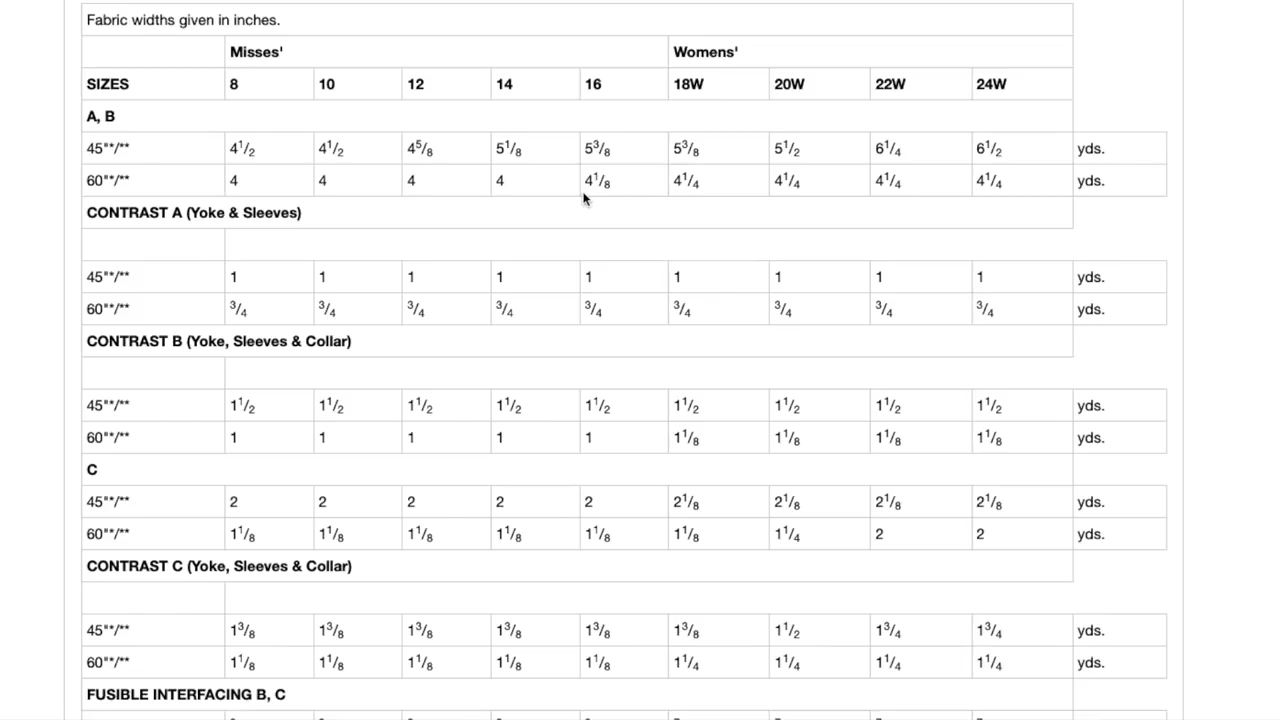 Fabric widths given in inches.
Misses' Womens'
SIZES 8 10 12 14 16 18W 20W 22W 24W
A, B
45"*/** 4 1/2 4 1/2 4 5/8 5 1/8 5 3/8 5 3/8 5 1/2 6 1/4 6 1/2 yds.
60"*/** 4 4 4 4 4 1/8 4 1/4 4 1/4 4 1/4 4 1/4 yds.
CONTRAST A (Yoke & Sleeves)
45"*/** 1 1 1 1 1 1 1 1 1 yds.
60"*/** 3/4 3/4 3/4 3/4 3/4 3/4 3/4 3/4 3/4 yds.
CONTRAST B (Yoke, Sleeves & Collar)
45"*/** 1 1/2 1 1/2 1 1/2 1 1/2 1 1/2 1 1/2 1 1/2 1 1/2 1 1/2 yds.
60"*/** 1 1 1 1 1 1 1/8 1 1/8 1 1/8 1 1/8 yds.
C
45"*/** 2 2 2 2 2 2 1/8 2 1/8 2 1/8 2 1/8 yds.
60"*/** 1 1/8 1 1/8 1 1/8 1 1/8 1 1/8 1 1/8 1 1/4 2 2 yds.
CONTRAST C (Yoke, Sleeves & Collar)
45"*/** 1 3/8 1 3/8 1 3/8 1 3/8 1 3/8 1 3/8 1 1/2 1 3/4 1 3/4 yds.
60"*/** 1 1/8 1 1/8 1 1/8 1 1/8 1 1/8 1 1/4 1 1/4 1 1/4 1 1/4 yds.
FUSIBLE INTERFACING B, C